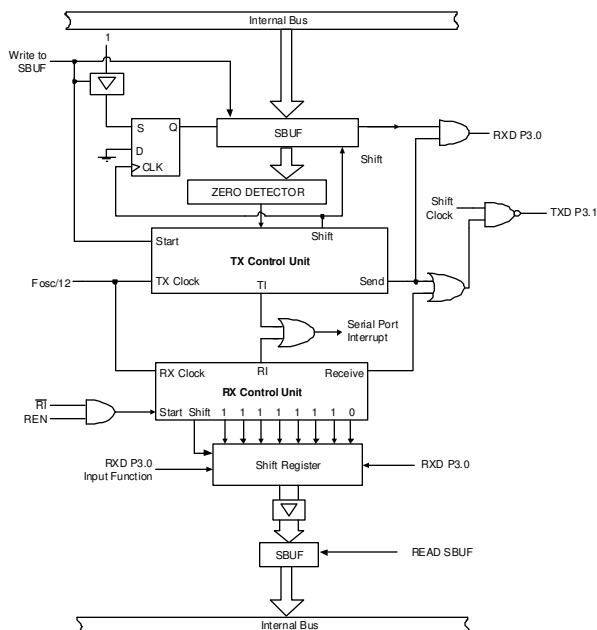 Internal Bus
1
Write to
SBUF
S Q
D
CLK
SBUF
RXD P3.0
Shift
ZERO DETECTOR
Shift
Clock
TXD P3.1
Start
Shift
TX Control Unit
Fosc/12
TX Clock
TI
Send
Serial Port
Interrupt
RX Clock
RI
Receive
RX Control Unit
RI
REN
Start Shift 1 1 1 1 1 1 1 0
RXD P3.0
Input Function
Shift Register
RXD P3.0
SBUF
READ SBUF
Internal Bus